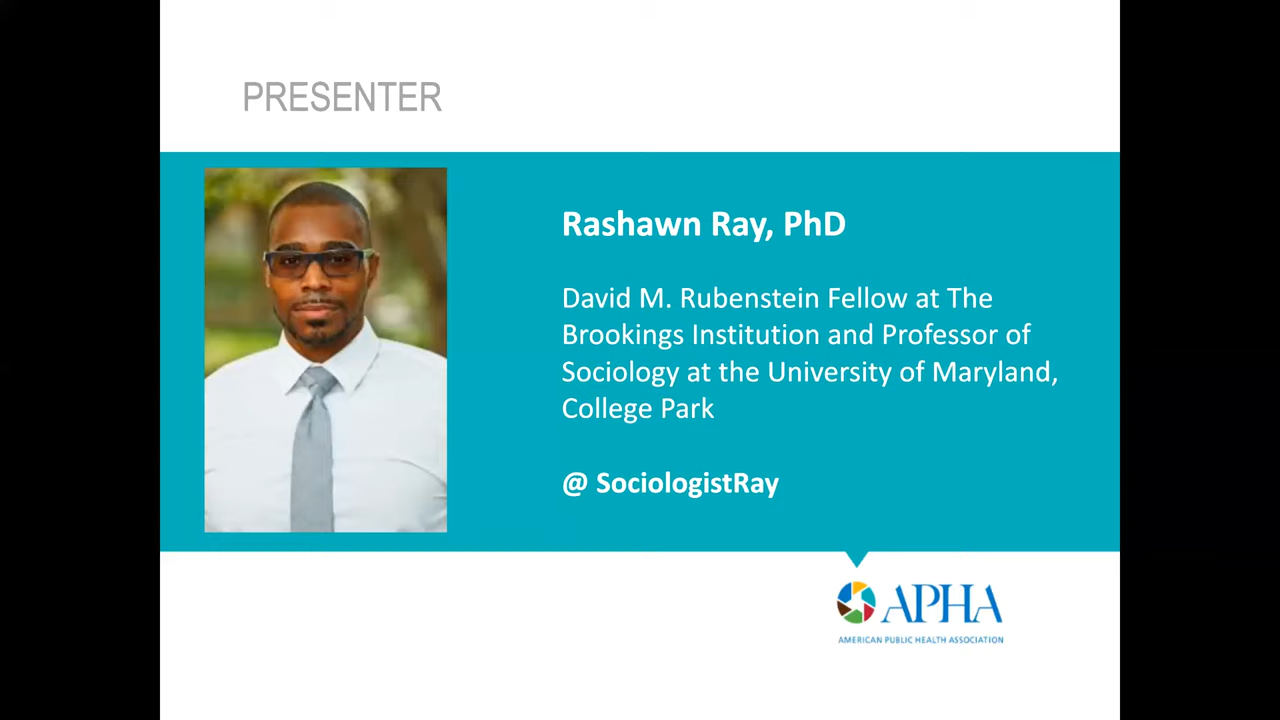 PRESENTER
Rashawn Ray, PhD
David M. Rubenstein Fellow at The
Brookings Institution and Professor of
Sociology at the University of Maryland,
College Park
@ SociologistRay
APHA
AMERICAN PUBLIC HEALTH ASSOCIATION